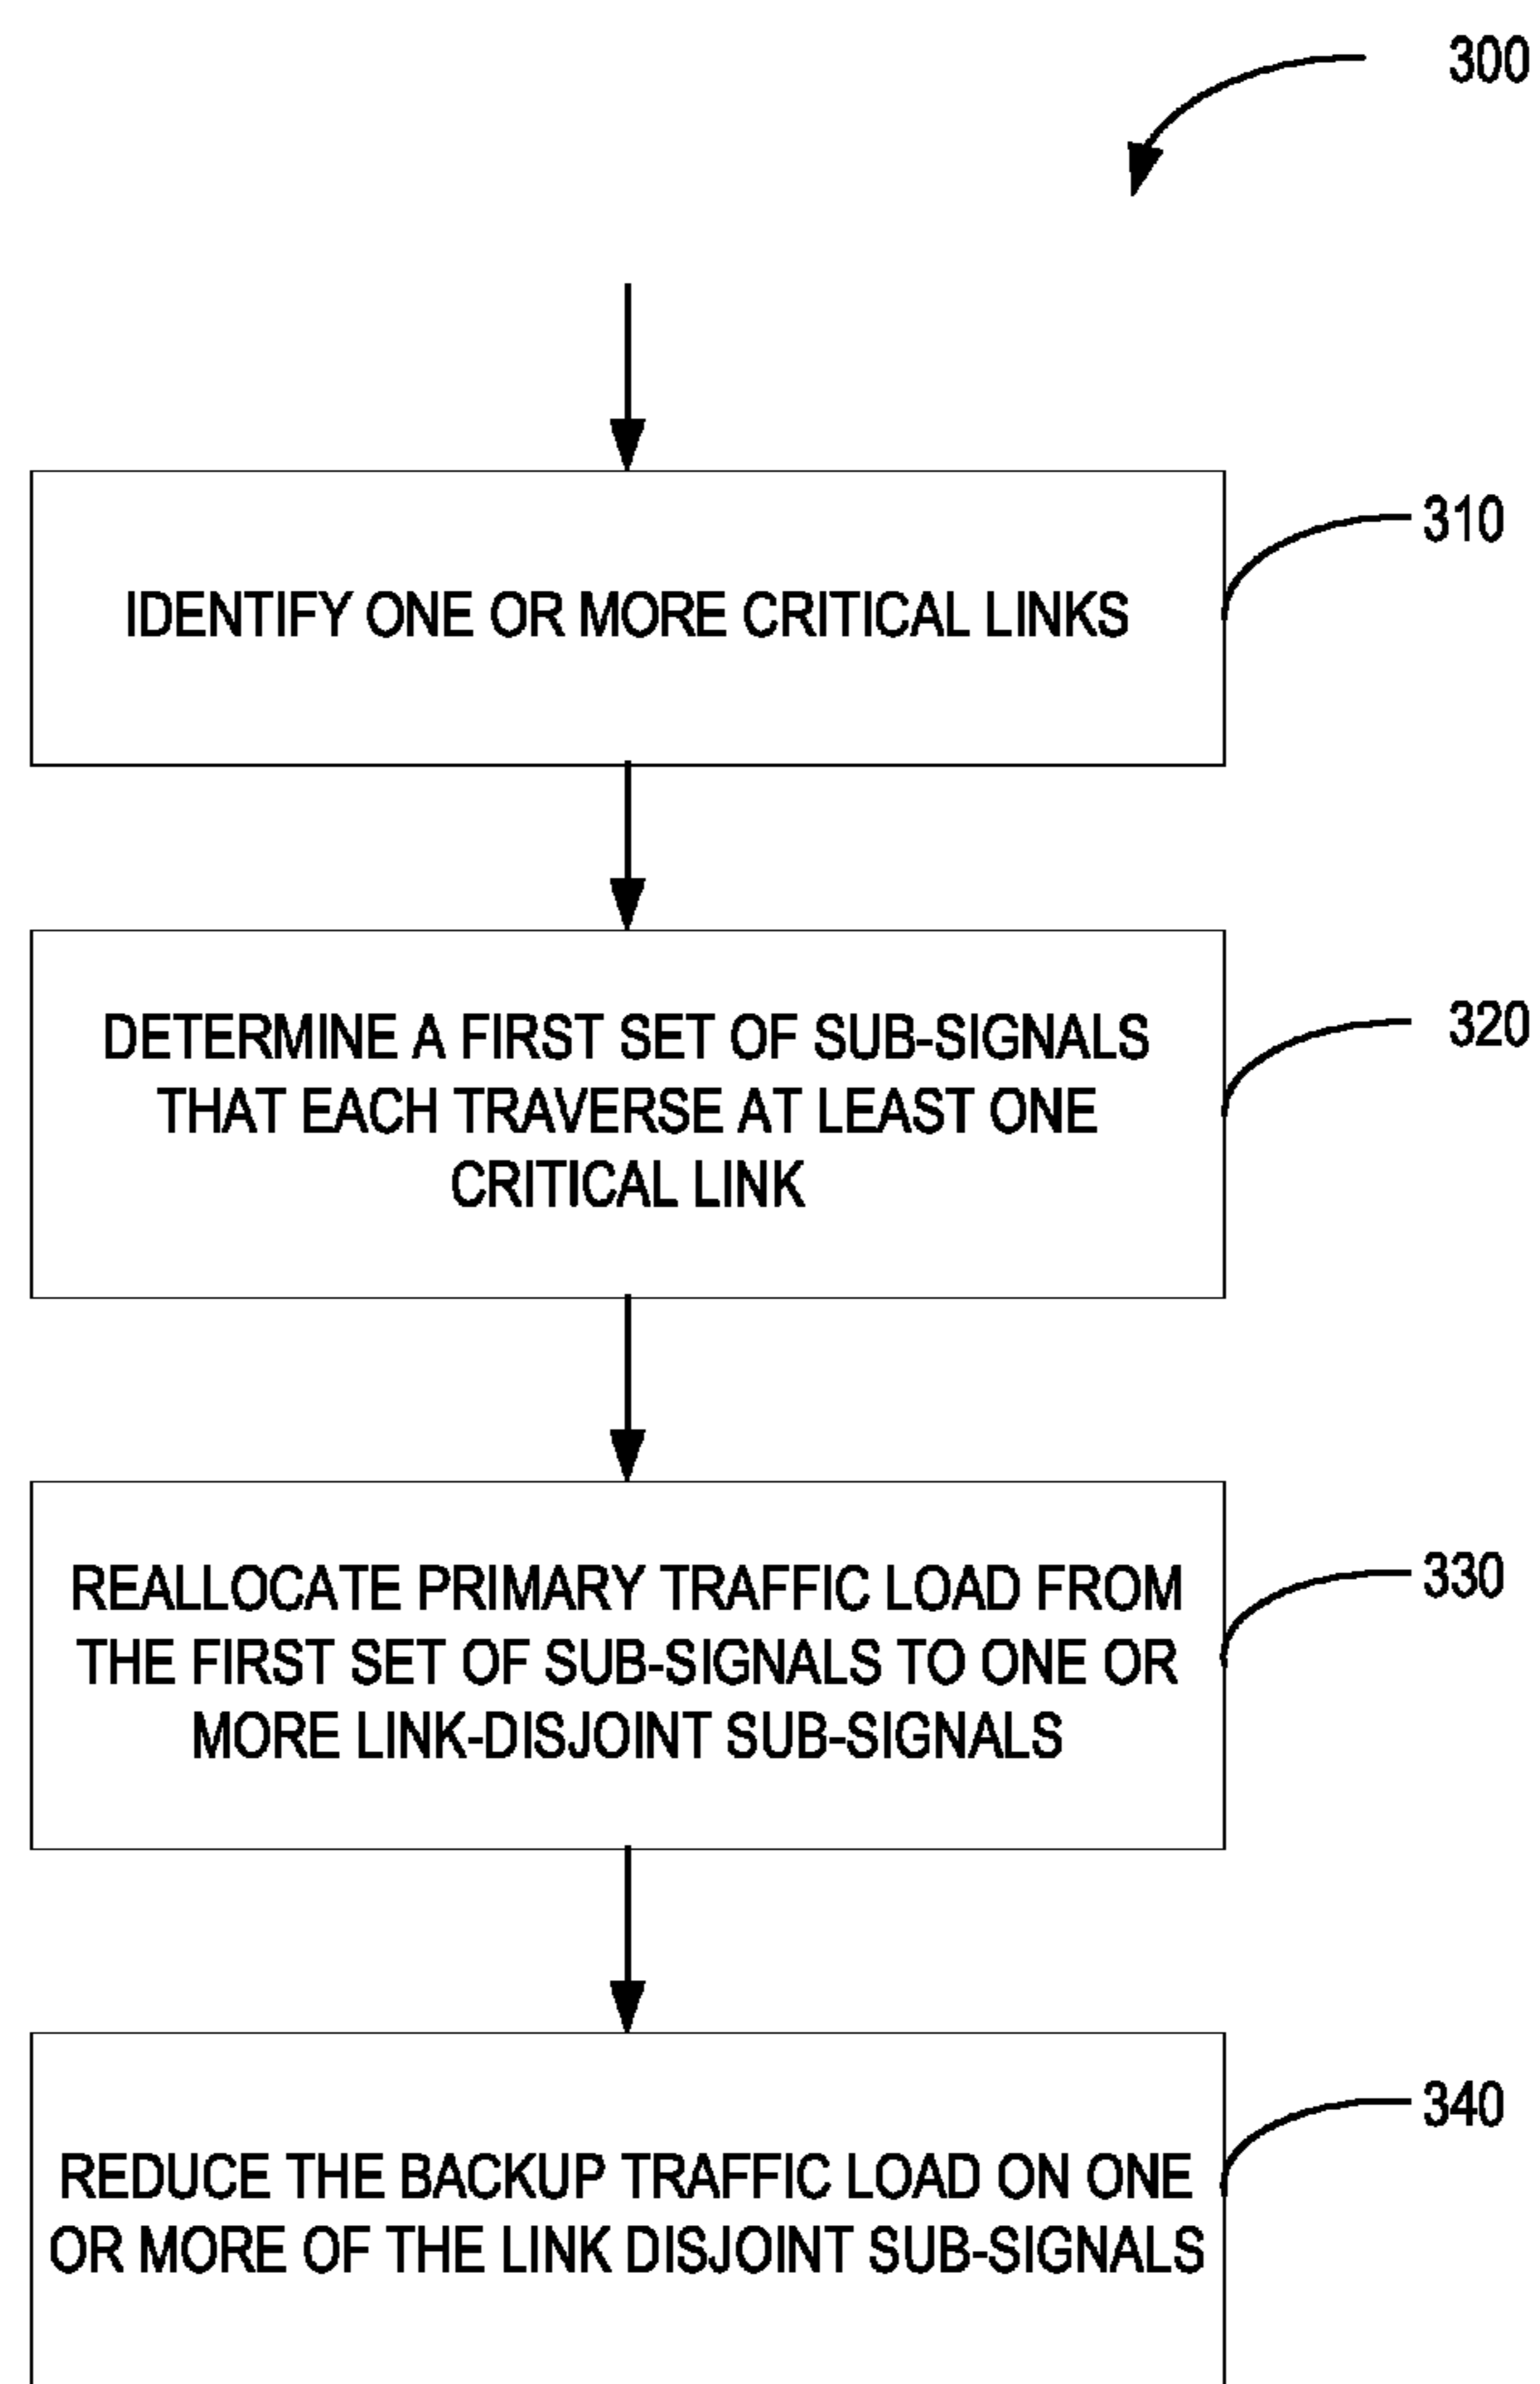 300
310
IDENTIFY ONE OR MORE CRITICAL LINKS
320
DETERMINE A FIRST SET OF SUB-SIGNALS
THAT EACH TRAVERSE AT LEAST ONE
CRITICAL LINK
330
REALLOCATE PRIMARY TRAFFIC LOAD FROM
THE FIRST SET OF SUB-SIGNALS TO ONE OR
MORE LINK-DISJOINT SUB-SIGNALS
340
REDUCE THE BACKUP TRAFFIC LOAD ON ONE
OR MORE OF THE LINK DISJOINT SUB-SIGNALS